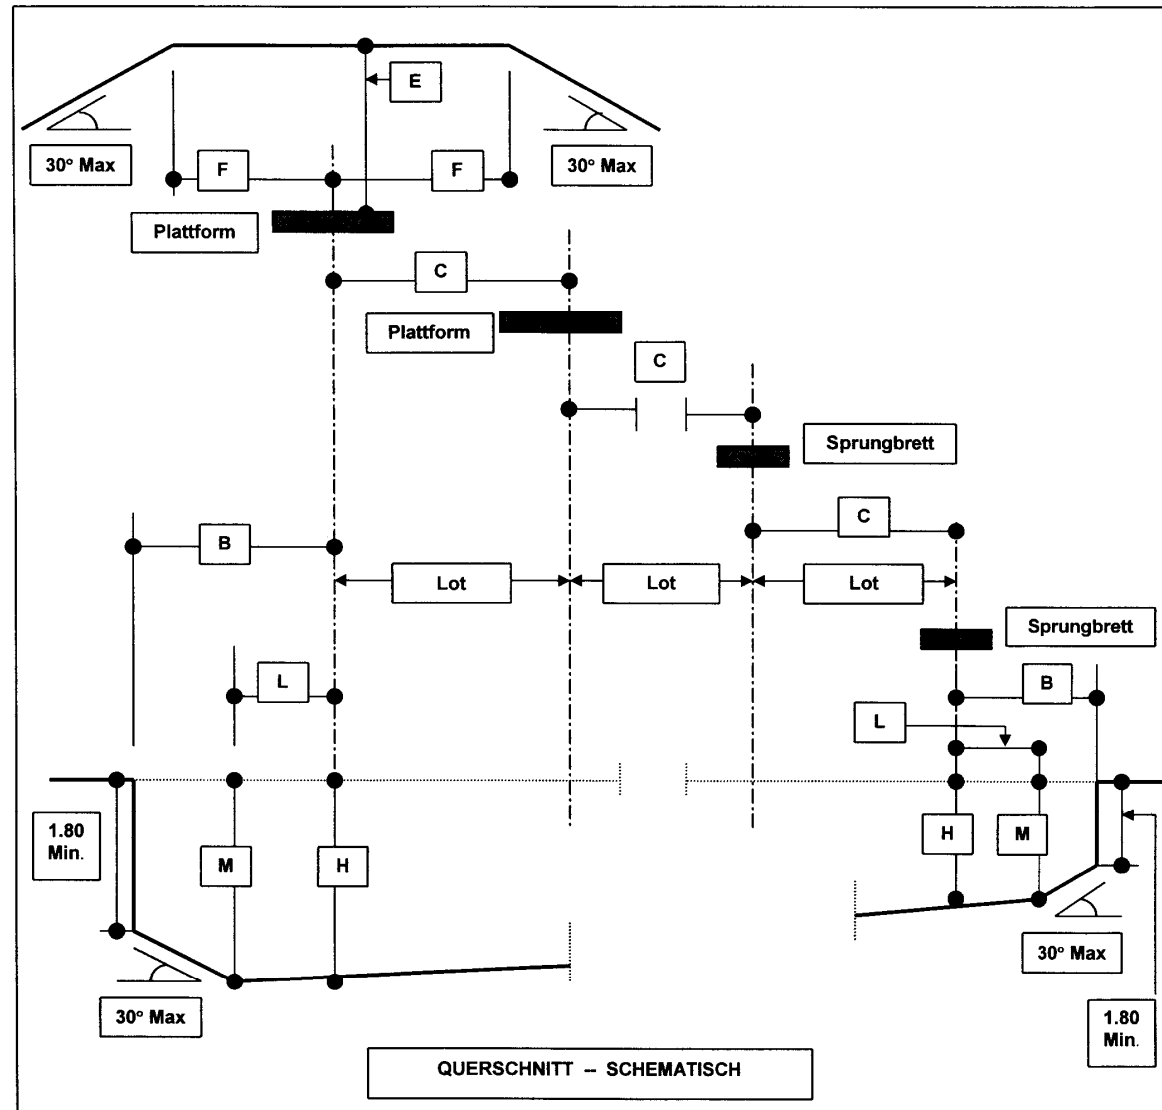 E
30° Max
F
F
30° Max
Plattform
C
Plattform
C
Sprungbrett
C
B
Lot
Lot
Lot
Sprungbrett
L
B
L
1.80
Min.
M
H
H
M
30° Max
30° Max
1.80
Min.
QUERSCHNITT – SCHEMATISCH